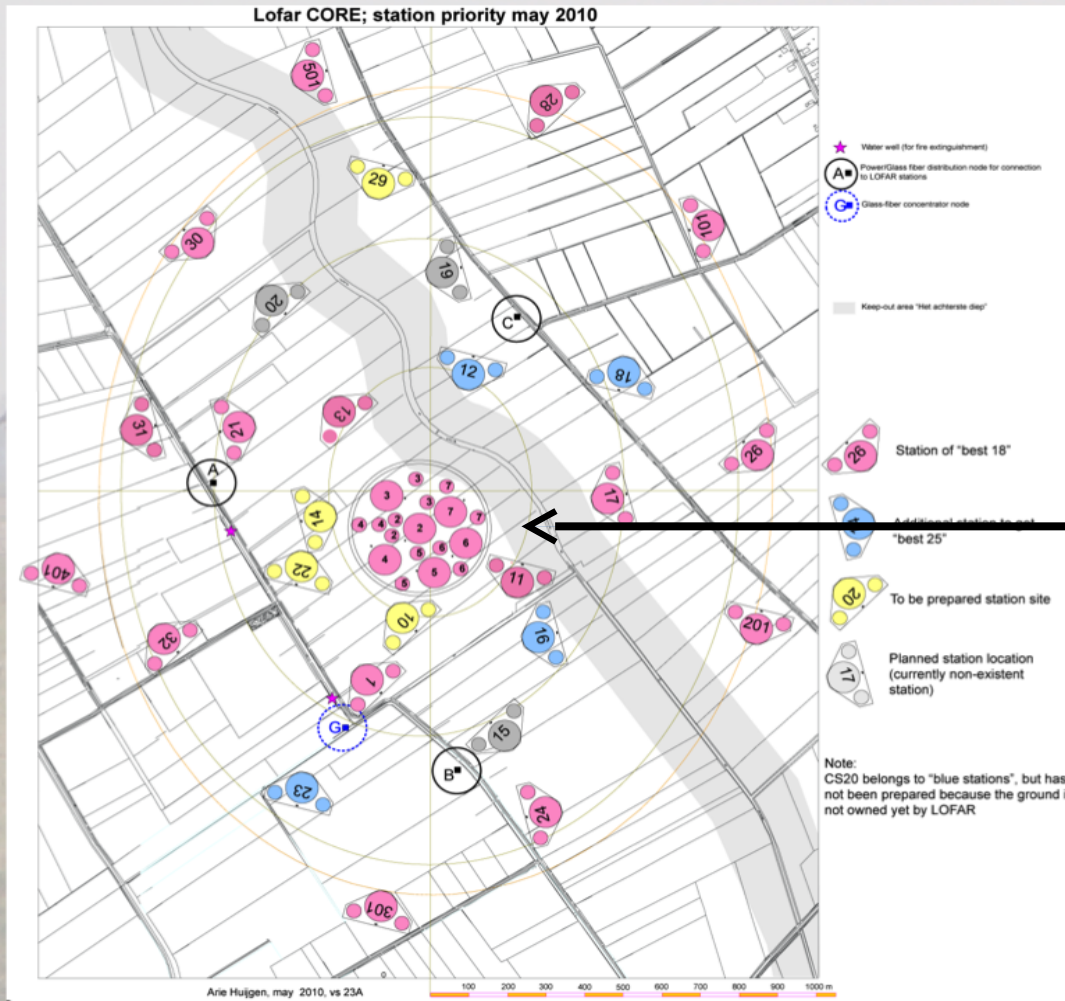 Lofar CORE; station priority may 2010
501
28
29
101
30
19
20
C
12
18
13
31
21
A
26
17
14
22
3
3
7
3
7
7
4
4
2
2
2
6
6
6
4
5
5
5
11
401
10
16
32
201
1
G
15
B
23
24
301
Water well (for fire extinguishment)
A
Power/Glass fiber distribution node for connection
to LOFAR stations
G
Glass-fiber concentrator node
Keep-out area "Het achterste diep"
26
Station of "best 18"
Additional station to get
"best 25"
20
To be prepared station site
17
Planned station location
(currently non-existent
station)
Note:
CS20 belongs to "blue stations", but has
not been prepared because the ground
not owned yet by LOFAR
Arie Huijgen, may 2010, vs 23A
100 200 300 400 500 600 700 800 900 1000 m